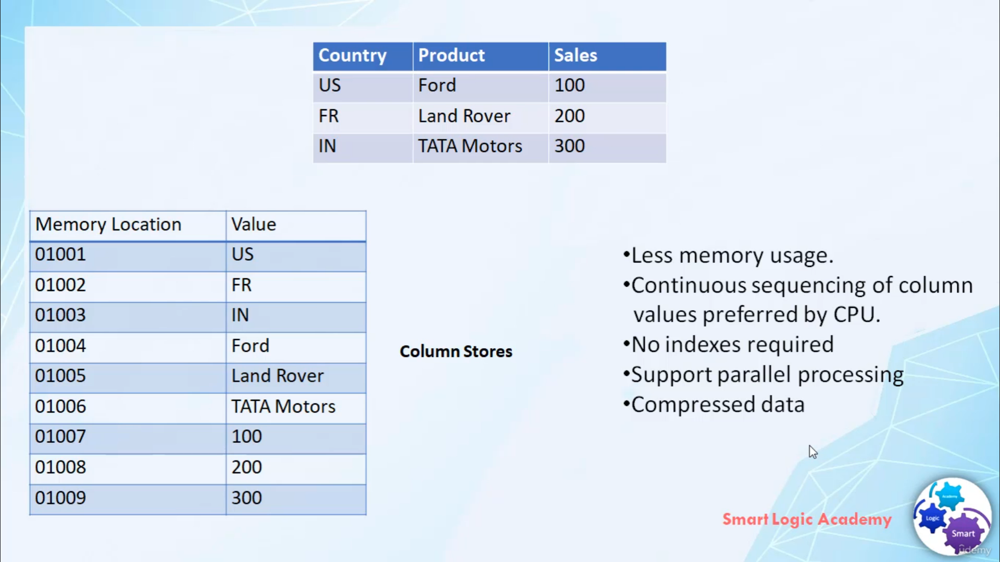 Country Product Sales
US Ford 100
FR Land Rover 200
IN TATA Motors 300
Memory Location Value
01001 US
01002 FR
01003 IN
01004 Ford
01005 Land Rover
01006 TATA Motors
01007 100
01008 200
01009 300
Column Stores
•Less memory usage.
•Continuous sequencing of column
values preferred by CPU.
•No indexes required
•Support parallel processing
•Compressed data
Smart Logic Academy
Academy
Logic
Smart
udemy